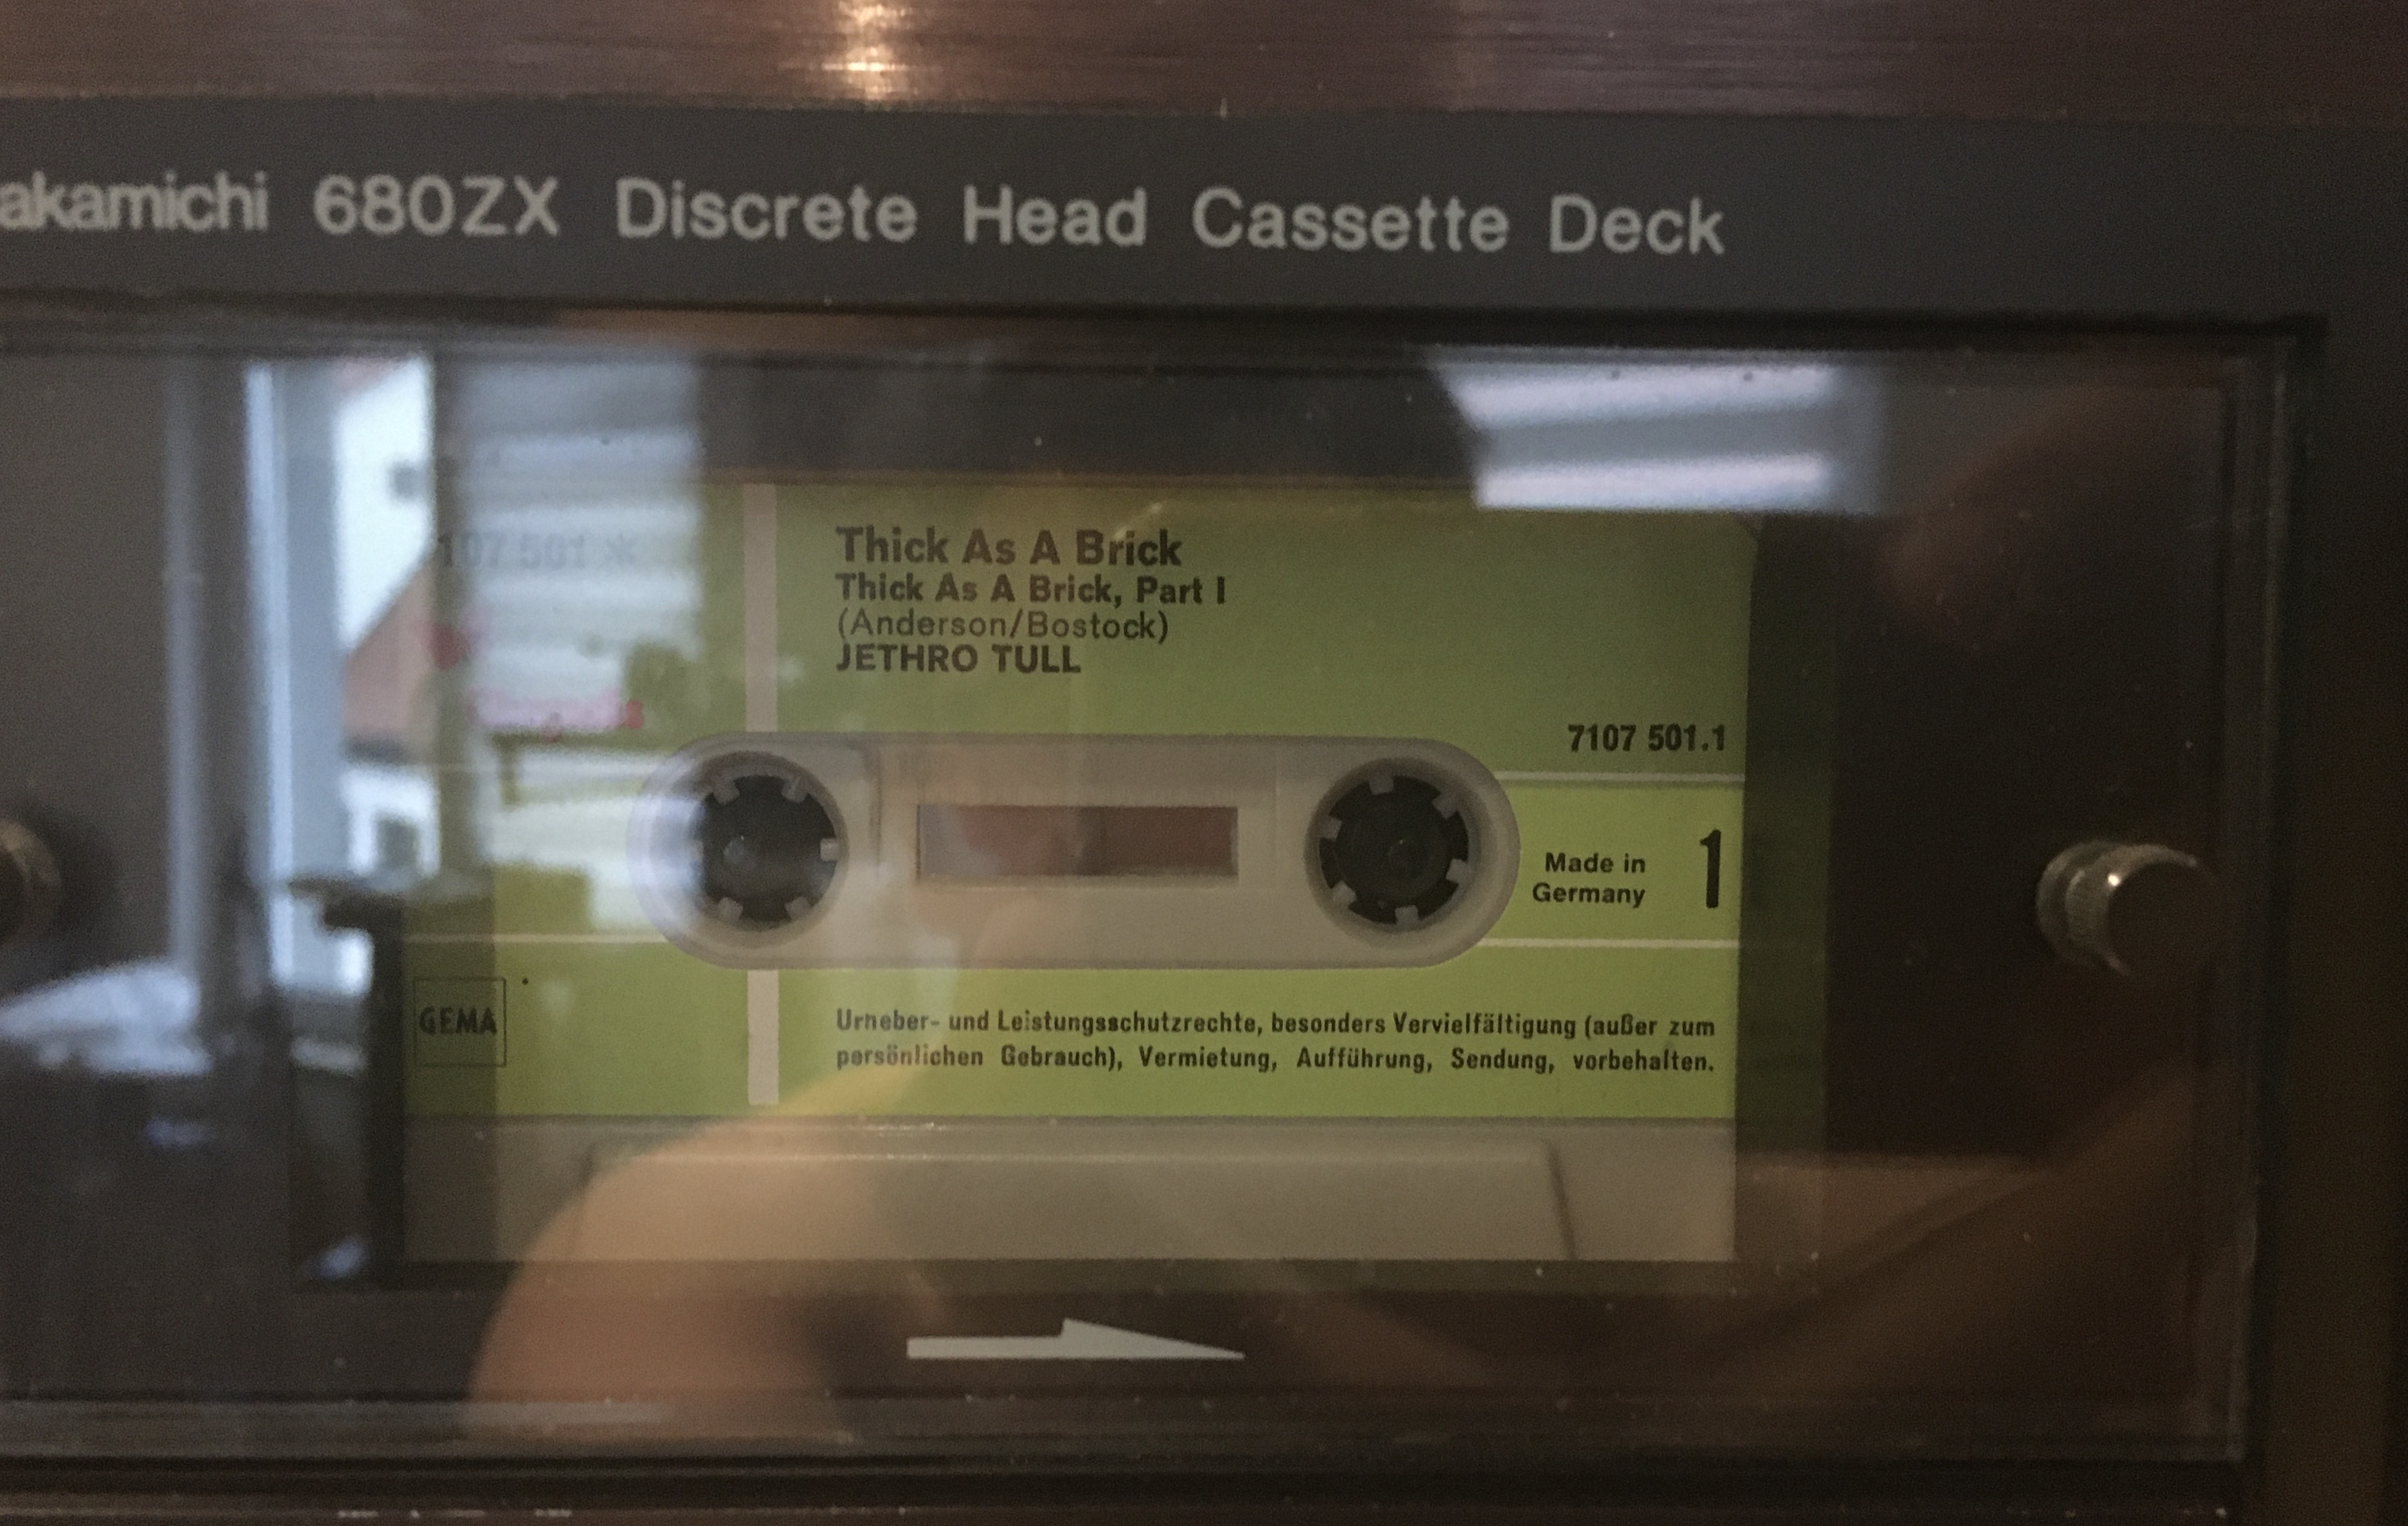 akamichi 680ZX Discrete Head Cassette Deck
107 501 *
Thick As A Brick
Thick As A Brick, Part I
(Anderson/Bostock)
JETHRO TULL
7107 501.1
Made in
Germany
1
GEMA
Urheber- und Leistungsschutzrechte, besonders Vervielfältigung (außer zum
persönlichen Gebrauch), Vermietung, Aufführung, Sendung, vorbehalten.